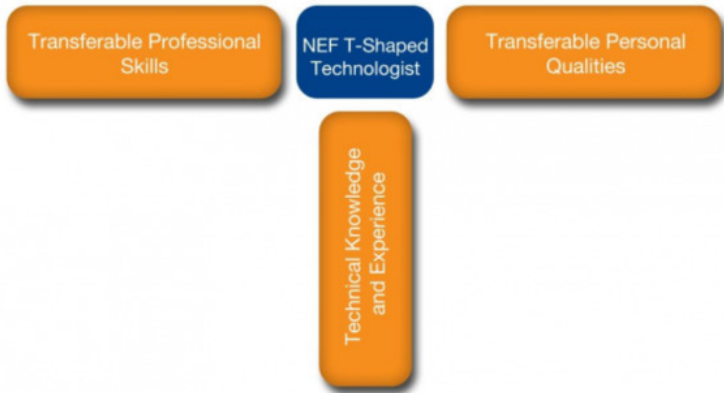 Transferable Professional
Skills
NEF T-Shaped
Technologist
Transferable Personal
Qualities
Technical Knowledge
and Experience